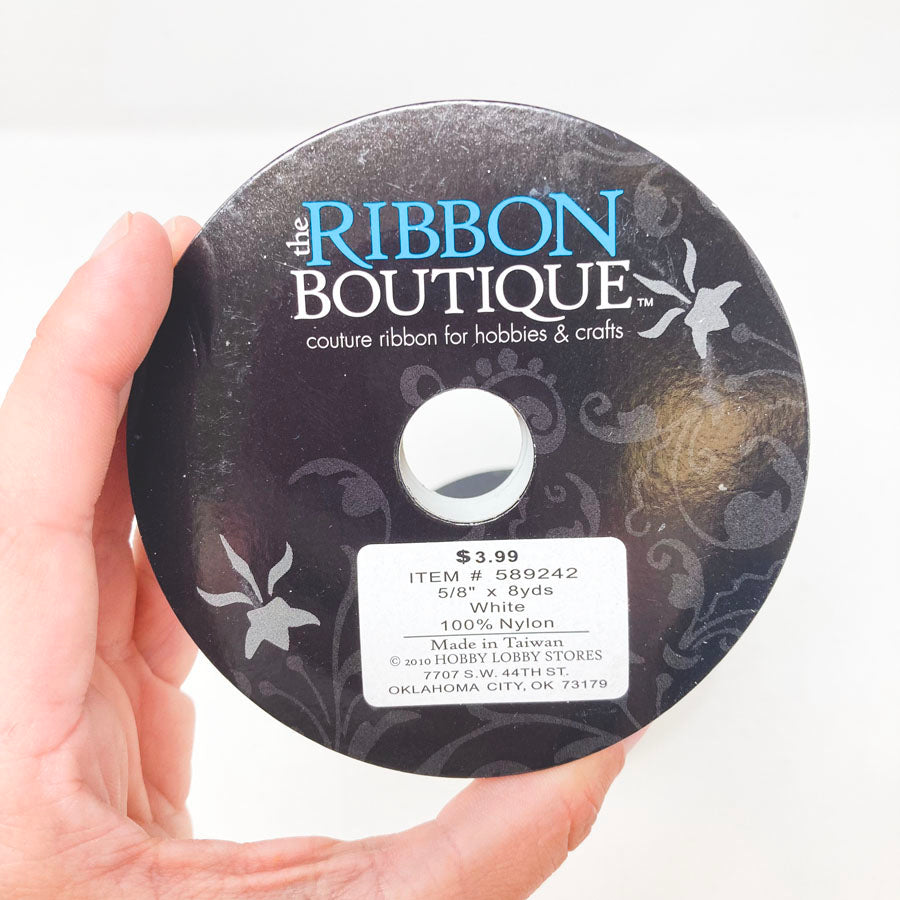 the RIBBON
BOUTIQUE™
couture ribbon for hobbies & crafts
$3.99
ITEM # 589242
5/8" x 8yds
White
100% Nylon
Made in Taiwan
© 2010 HOBBY LOBBY STORES
7707 S.W. 44TH ST.
OKLAHOMA CITY, OK 73179